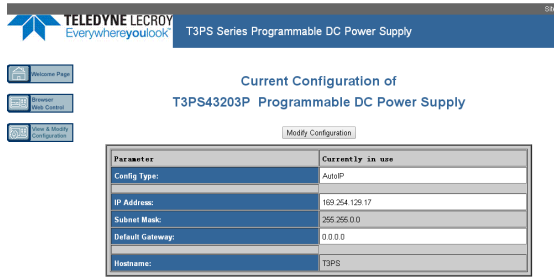 Sit
TELEDYNE LECROY
Everywhereyoulook™
T3PS Series Programmable DC Power Supply
Welcome Page
Browser
Web Control
View & Modify
Configuration
Current Configuration of
T3PS43203P Programmable DC Power Supply
Modify Configuration
Parameter Currently in use
Config Type: AutoIP
IP Address: 169.254.129.17
Subnet Mask: 255.255.0.0
Default Gateway: 0.0.0.0
Hostname: T3PS